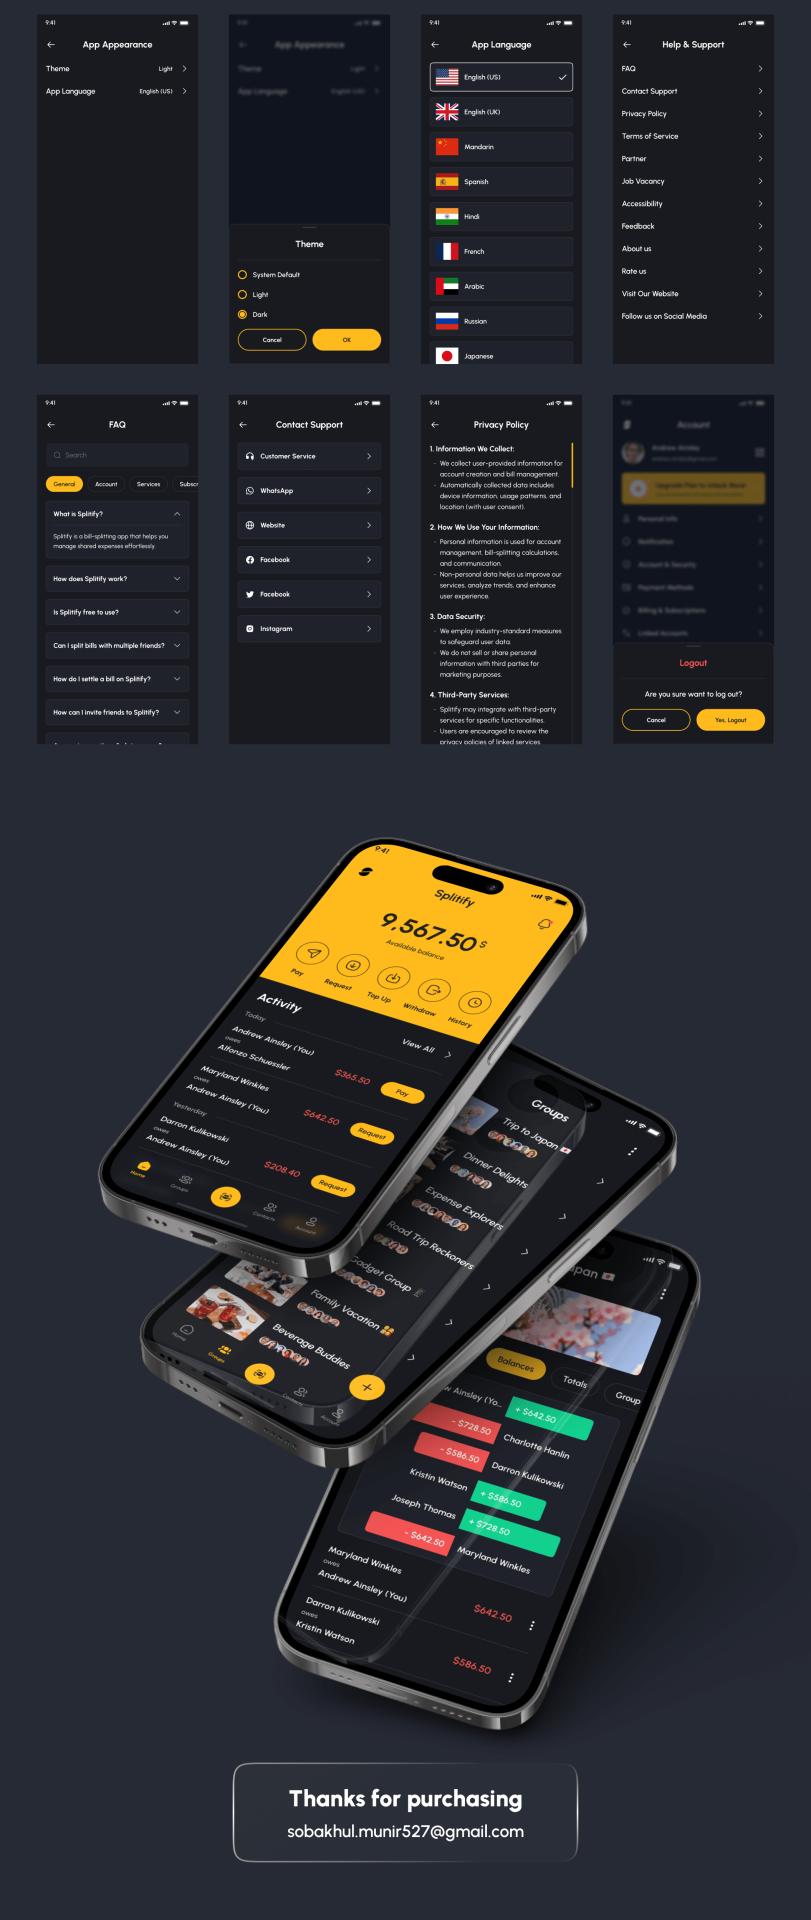 9:41
App Appearance
Theme
Light
App Language
English (US)
9:41
App Appearance
Theme
Light
App Language
English (US)
Theme
System Default
Light
Dark
Cancel
OK
9:41
App Language
English (US)
English (UK)
Mandarin
Spanish
Hindi
French
Arabic
Russian
Japanese
9:41
Help & Support
FAQ
Contact Support
Privacy Policy
Terms of Service
Partner
Job Vacancy
Accessibility
Feedback
About us
Rate us
Visit Our Website
Follow us on Social Media
9:41
FAQ
Search
General
Account
Services
Subscr
What is Splitify?
Splitify is a bill-splitting app that helps you
manage shared expenses effortlessly.
How does Splitify work?
Is Splitify free to use?
Can I split bills with multiple friends?
How do I settle a bill on Splitify?
How can I invite friends to Splitify?
9:41
Contact Support
Customer Service
WhatsApp
Website
Facebook
Facebook
Instagram
9:41
Privacy Policy
1. Information We Collect:
- We collect user-provided information for
account creation and bill management.
- Automatically collected data includes
device information, usage patterns, and
location (with user consent).
2. How We Use Your Information:
- Personal information is used for account
management, bill-splitting calculations,
and communication.
- Non-personal data helps us improve our
services, analyze trends, and enhance
user experience.
3. Data Security:
- We employ industry-standard measures
to safeguard user data.
- We do not sell or share personal
information with third parties for
marketing purposes.
4. Third-Party Services:
- Splitify may integrate with third-party
services for specific functionalities.
- Users are encouraged to review the
privacy policies of linked services.
Account
Andrew Ainsley
Upgrade Plan to Unlock More!
Personal Info
Notification
Account & Security
Payment Methods
Billing & Subscriptions
Linked Accounts
Logout
Are you sure want to log out?
Cancel
Yes, Logout
9:41
Splitify
9,567.50 $
Available balance
Pay
Request
Top Up
Withdraw
History
Activity
View All
Today
Andrew Ainsley (You)
owes
Alfonzo Schuessler
$365.50
Pay
Maryland Winkles
owes
Andrew Ainsley (You)
$642.50
Request
Yesterday
Darron Kulikowski
Andrew Ainsley (You)
$208.40
Request
Home
Groups
Contacts
Account
Groups
Trip to Japan
Dinner Delights
Expense Explorers
Road Trip Reckoners
Gadget Group
Family Vacation
Beverage Buddies
Home
Groups
Contacts
Account
pan
Balances
Totals
Group
w Ainsley (Yo...
+ $642.50
- $728.50
Charlotte Hanlin
- $586.50
Darron Kulikowski
Kristin Watson
+ $586.50
Joseph Thomas
+ $728.50
- $642.50
Maryland Winkles
Maryland Winkles
owes
Andrew Ainsley (You)
$642.50
Darron Kulikowski
owes
Kristin Watson
$586.50
Thanks for purchasing
sobakhul.munir527@gmail.com